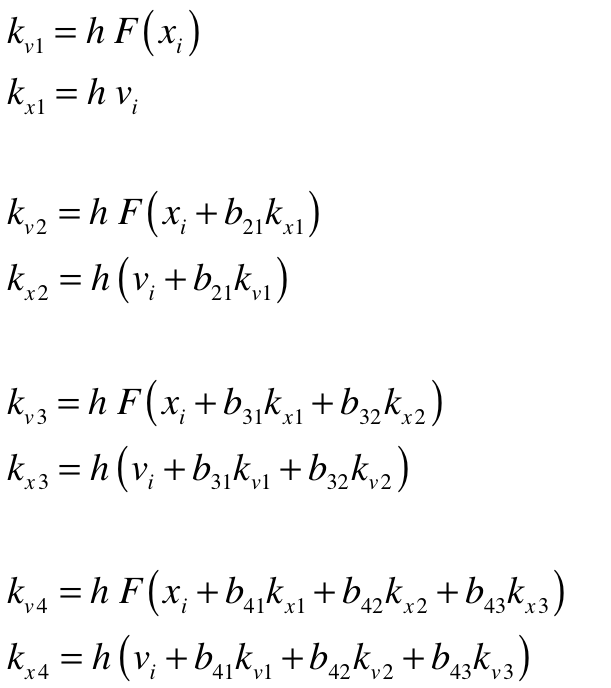 k_{v1} = h F(x_i)
k_{x1} = h v_i
k_{v2} = h F(x_i + b_{21}k_{x1})
k_{x2} = h(v_i + b_{21}k_{v1})
k_{v3} = h F(x_i + b_{31}k_{x1} + b_{32}k_{x2})
k_{x3} = h(v_i + b_{31}k_{v1} + b_{32}k_{v2})
k_{v4} = h F(x_i + b_{41}k_{x1} + b_{42}k_{x2} + b_{43}k_{x3})
k_{x4} = h(v_i + b_{41}k_{v1} + b_{42}k_{v2} + b_{43}k_{v3})